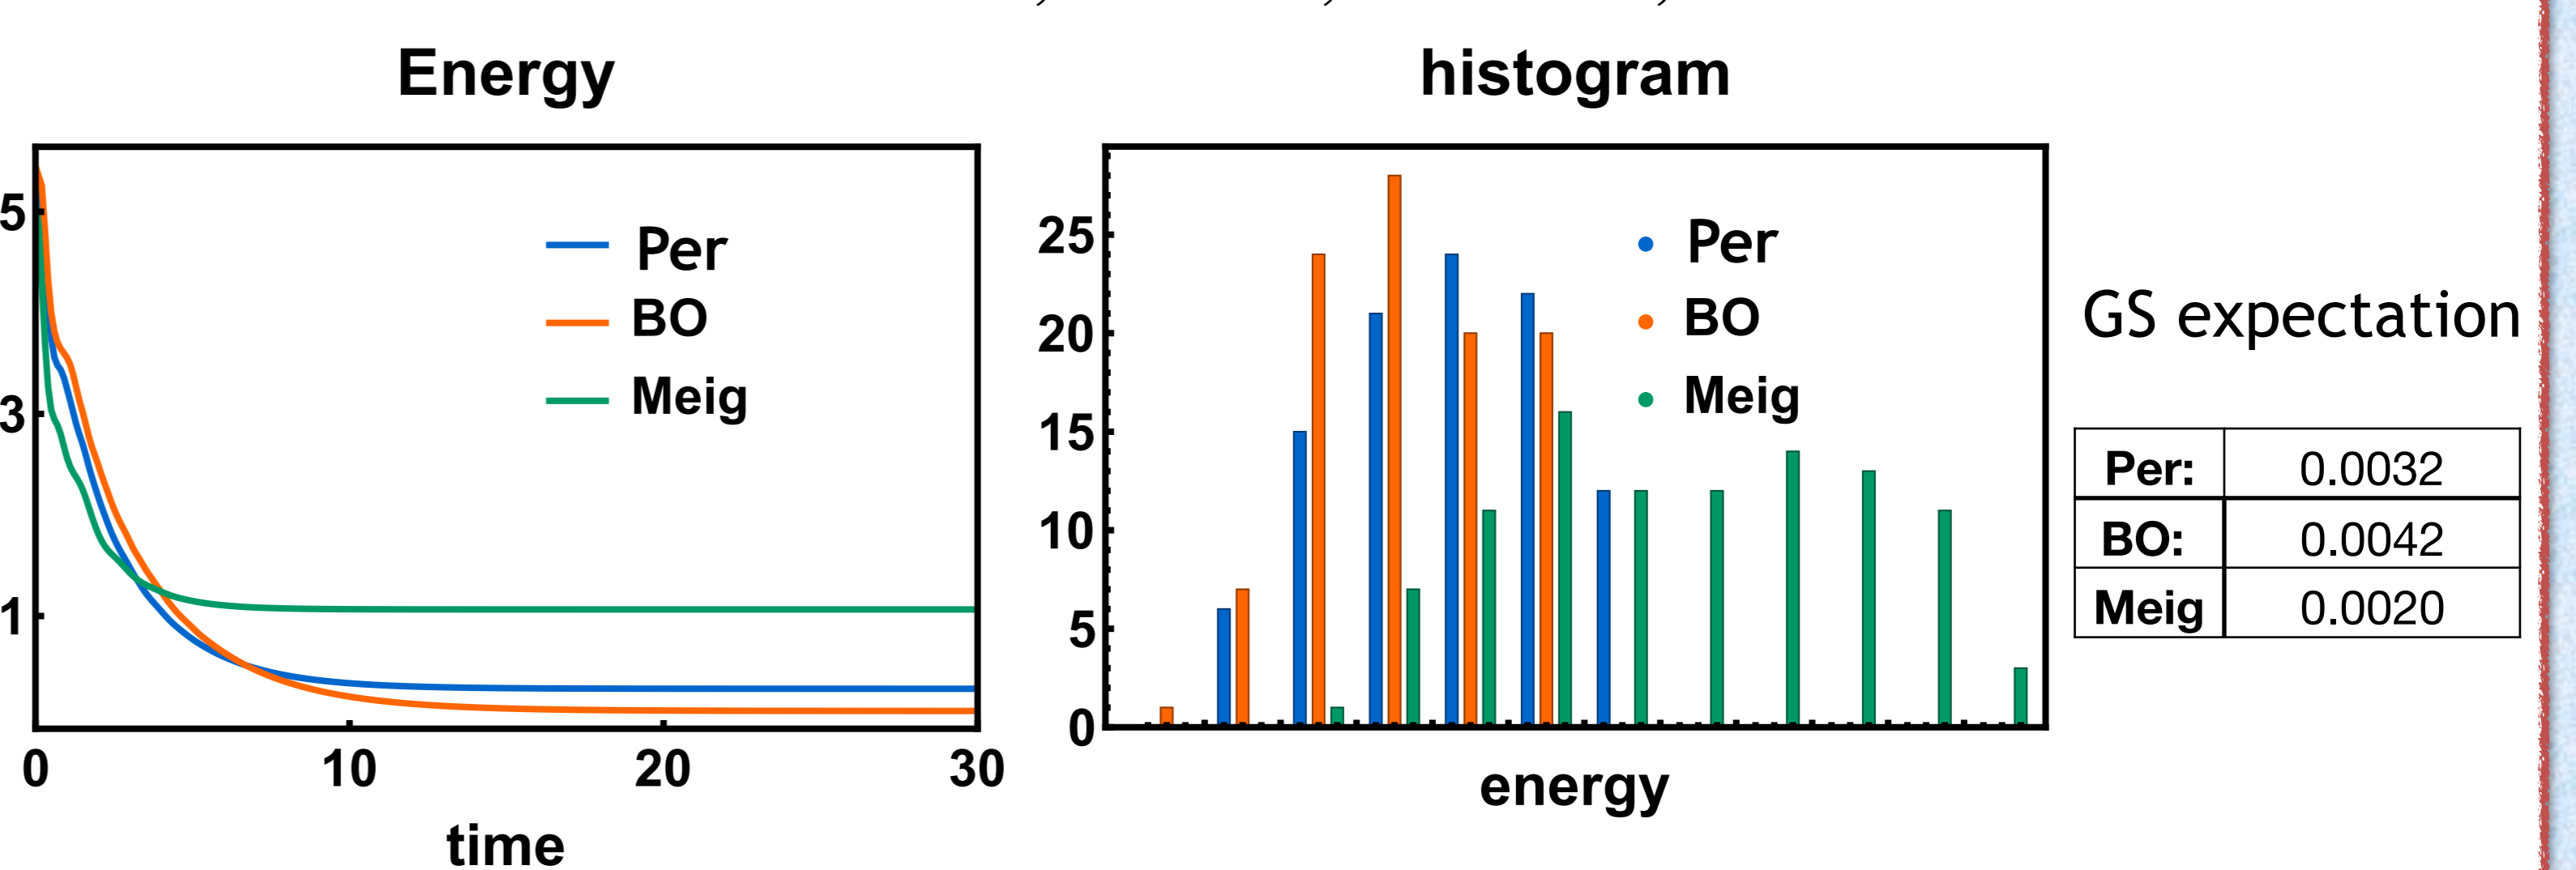 Energy
5
3
1
0
10
20
30
time
Per
BO
Meig
histogram
25
20
15
10
5
0
energy
Per
BO
Meig
GS expectation
Per: 0.0032
BO: 0.0042
Meig 0.0020